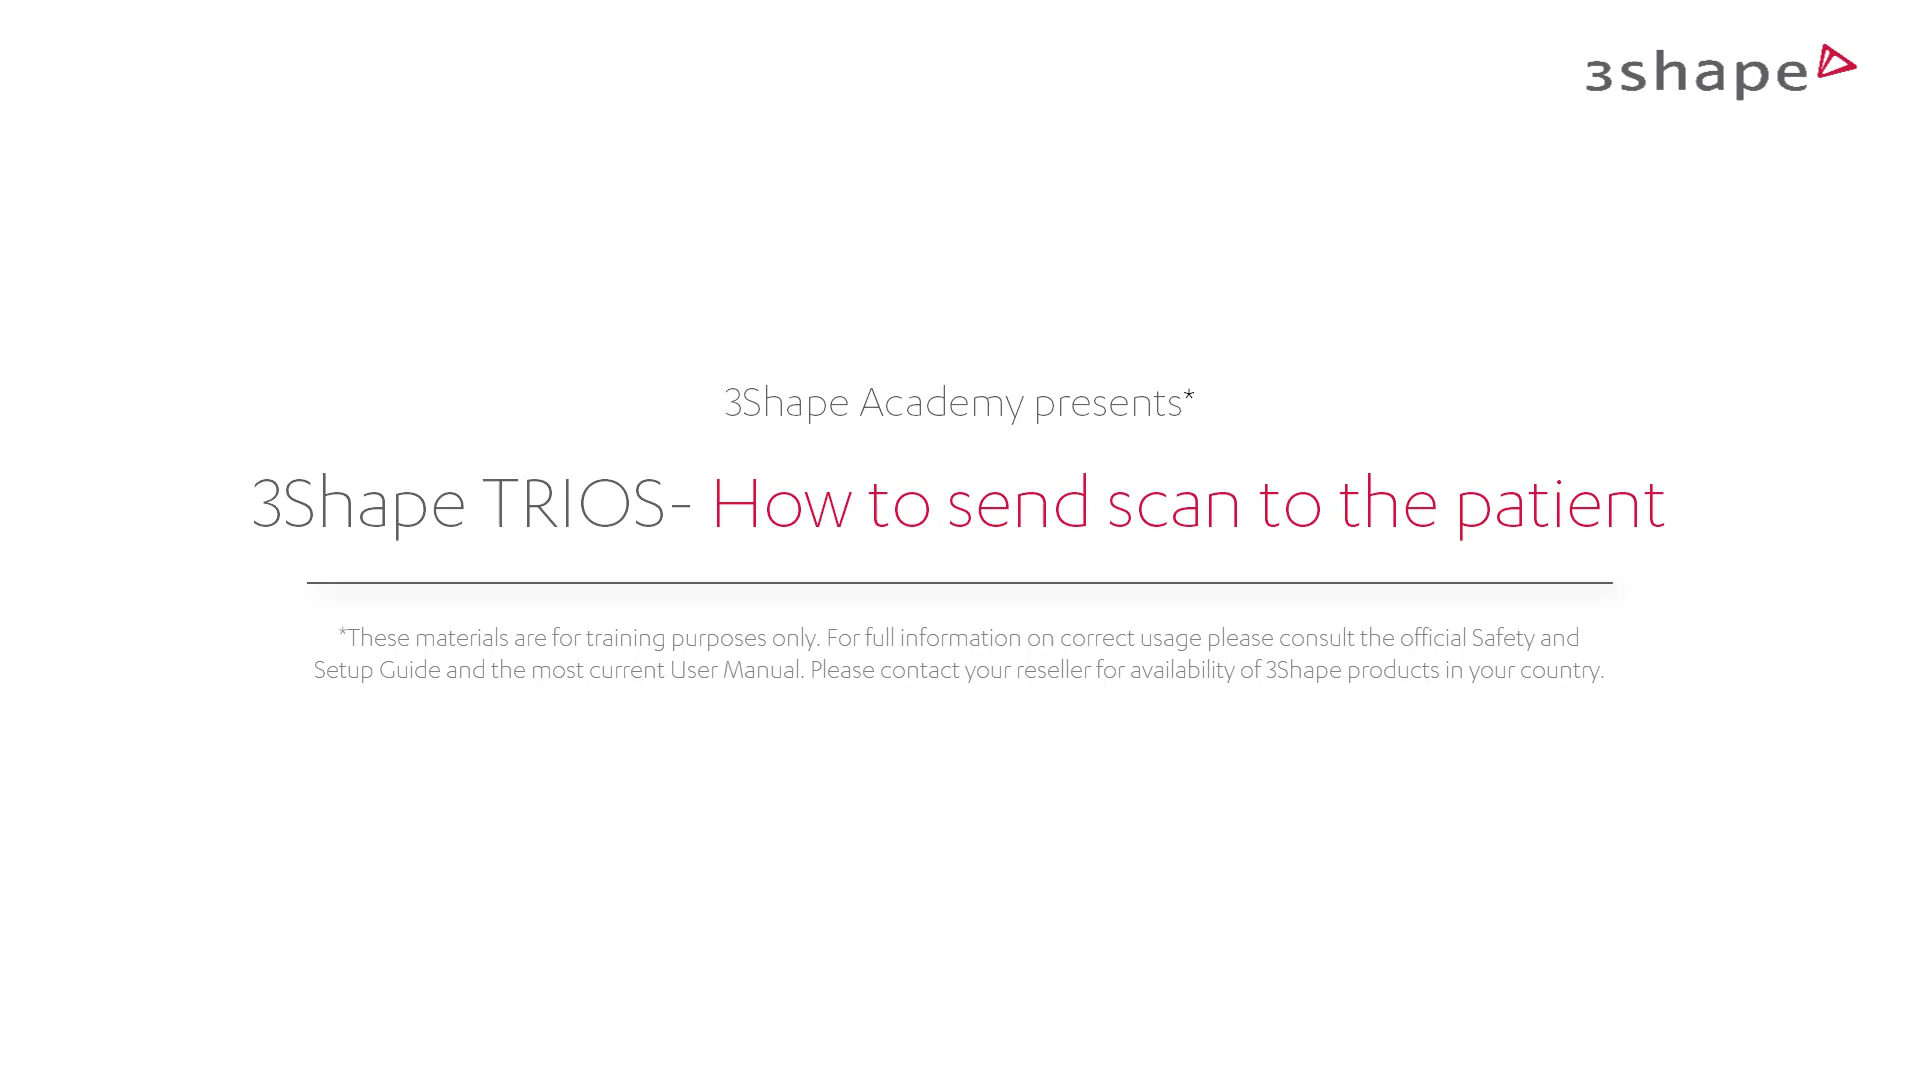 3shape
3Shape Academy presents*
3Shape TRIOS- How to send scan to the patient
*These materials are for training purposes only. For full information on correct usage please consult the official Safety and
Setup Guide and the most current User Manual. Please contact your reseller for availability of 3Shape products in your country.